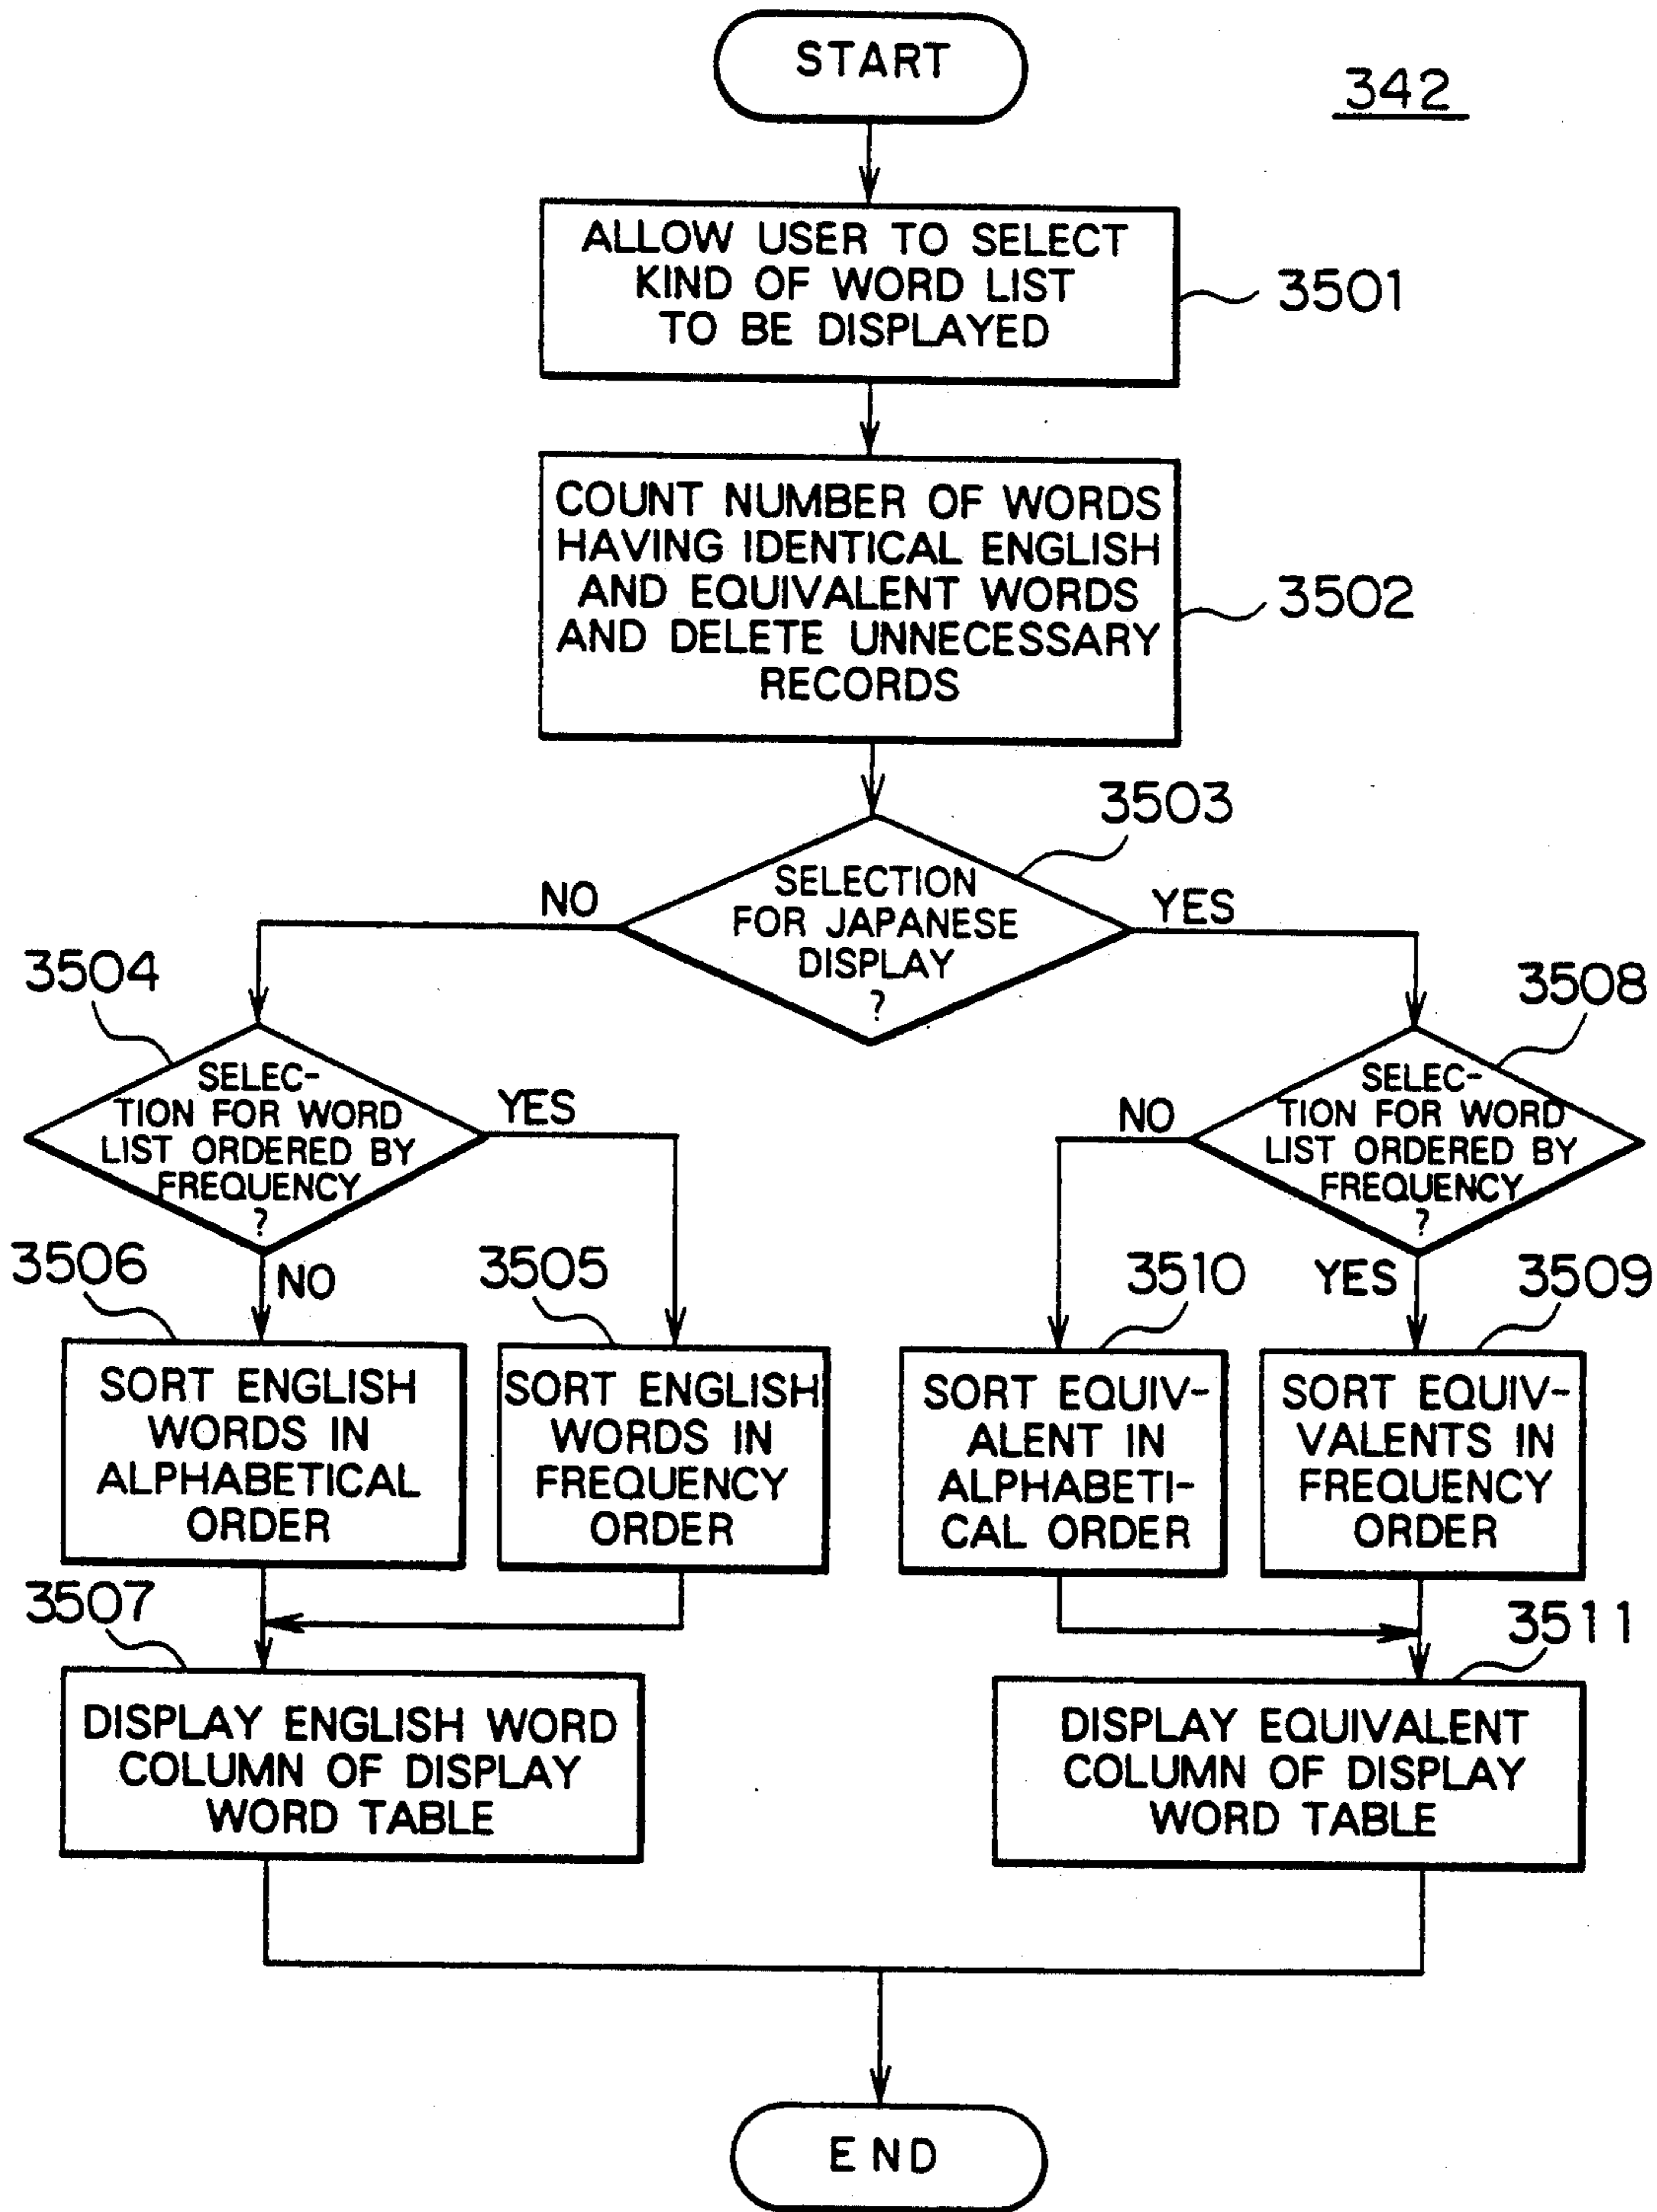 START
342
ALLOW USER TO SELECT
KIND OF WORD LIST
TO BE DISPLAYED
3501
COUNT NUMBER OF WORDS
HAVING IDENTICAL ENGLISH
AND EQUIVALENT WORDS
AND DELETE UNNECESSARY
RECORDS
3502
3503
SELECTION
FOR JAPANESE
DISPLAY
?
NO
YES
3504
SELEC-
TION FOR WORD
LIST ORDERED BY
FREQUENCY
?
YES
NO
3508
SELEC-
TION FOR WORD
LIST ORDERED BY
FREQUENCY
?
NO
YES
3506
SORT ENGLISH
WORDS IN
ALPHABETICAL
ORDER
3505
SORT ENGLISH
WORDS IN
FREQUENCY
ORDER
3510
SORT EQUIV-
ALENT IN
ALPHABETI-
CAL ORDER
3509
SORT EQUI-
VALENTS IN
FREQUENCY
ORDER
3507
DISPLAY ENGLISH WORD
COLUMN OF DISPLAY
WORD TABLE
3511
DISPLAY EQUIVALENT
COLUMN OF DISPLAY
WORD TABLE
END